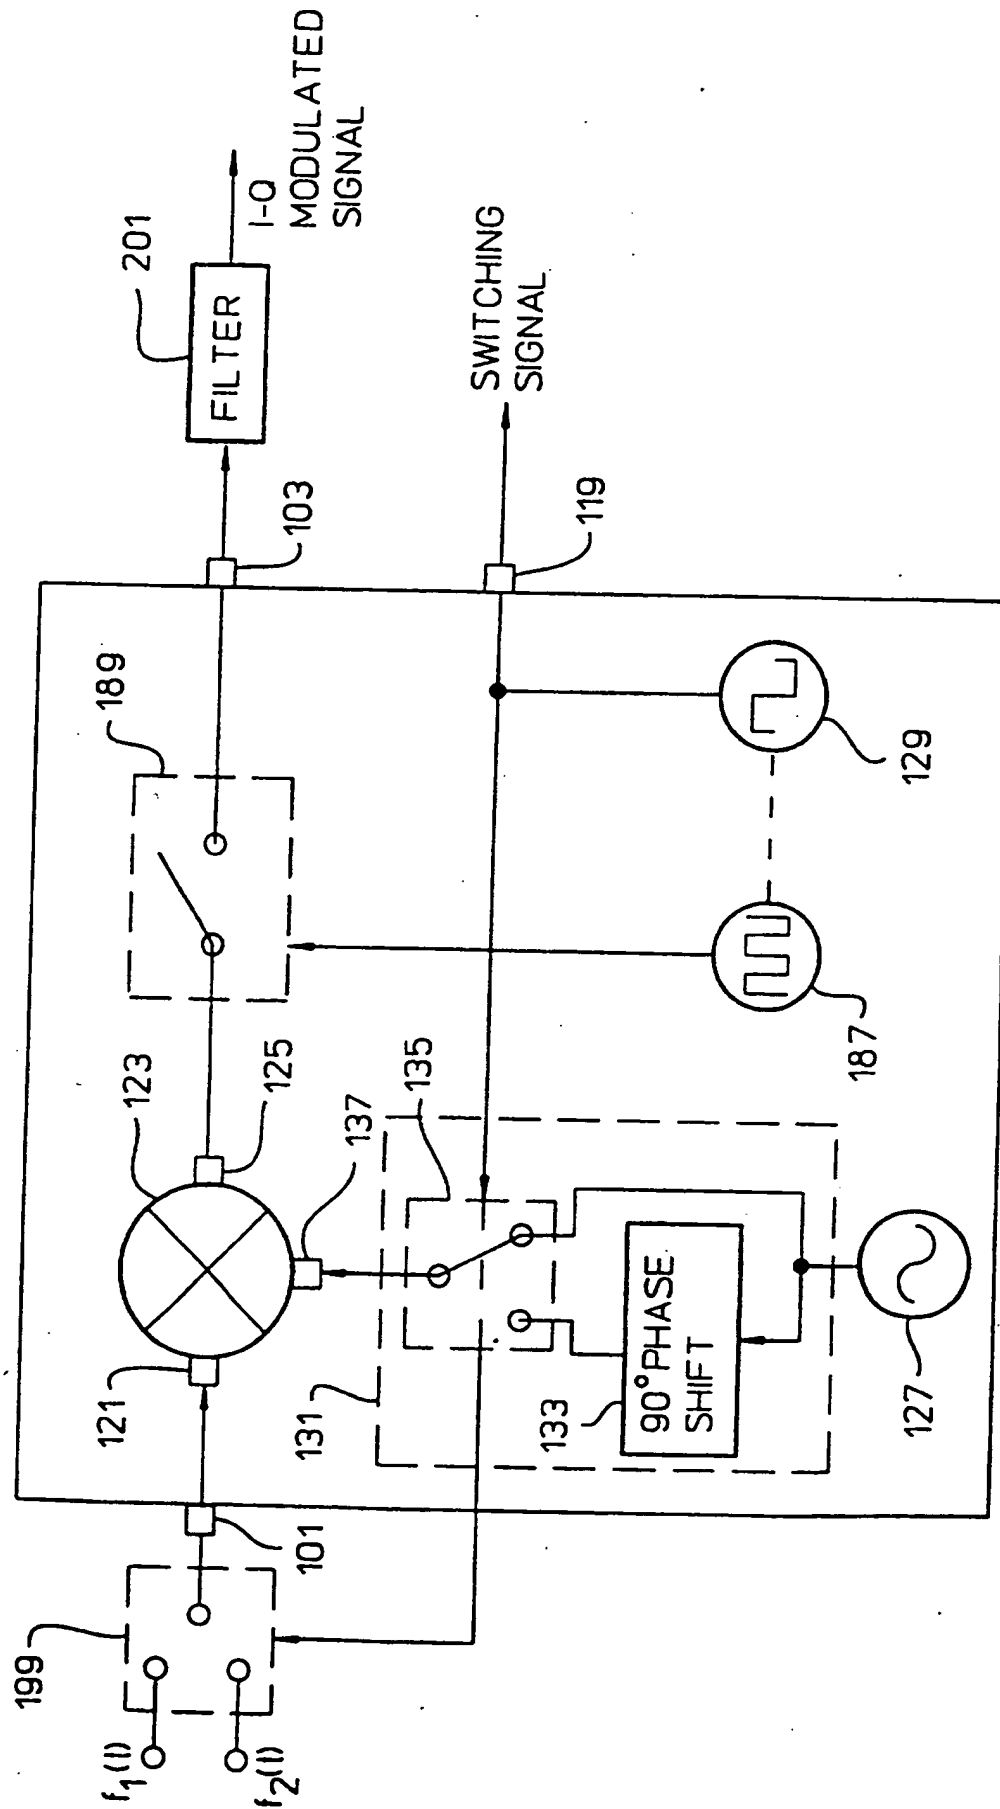 199
f1(t)
f2(t)
101
121
123
125
137
135
131
133
90° PHASE
SHIFT
127
189
187
129
103
119
201
FILTER
I-Q
MODULATED
SIGNAL
SWITCHING
SIGNAL